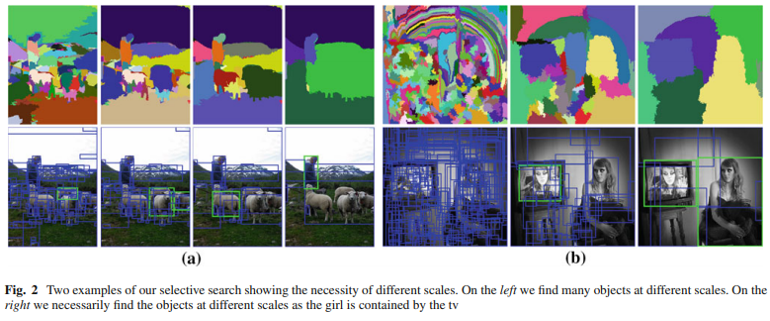 (a)
(b)
Fig. 2 Two examples of our selective search showing the necessity of different scales. On the left we find many objects at different scales. On the
right we necessarily find the objects at different scales as the girl is contained by the tv